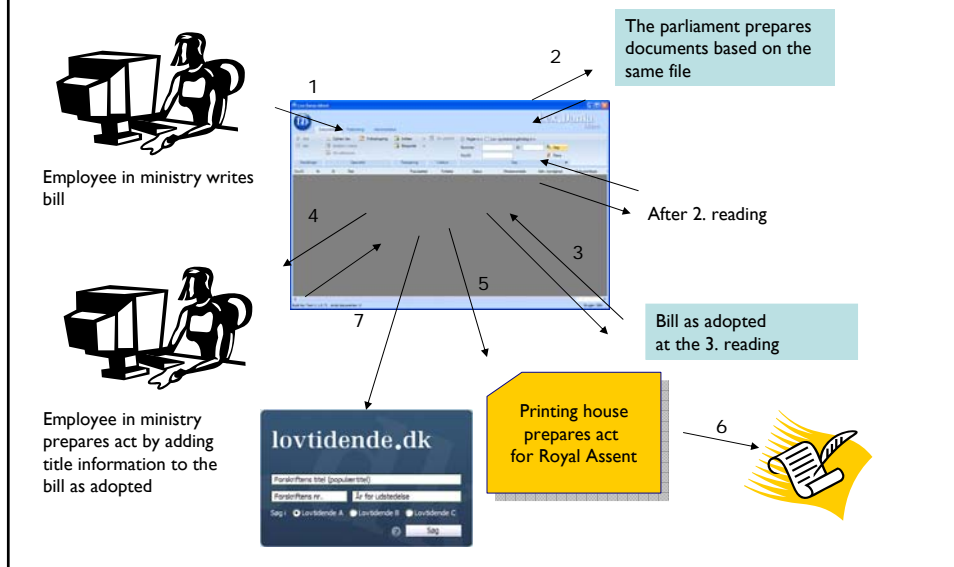 The parliament prepares
documents based on the
same file
2
1
Employee in ministry writes
bill
After 2. reading
4
3
5
7
Bill as adopted
at the 3. reading
Employee in ministry
prepares act by adding
title information to the
bill as adopted
Printing house
prepares act
for Royal Assent
6
lovtidende.dk
Forskriftens titel (populærtitel)
Forskriftens nr.
År for udstedelse
Søg i Lovtidende A Lovtidende B Lovtidende C
Søg